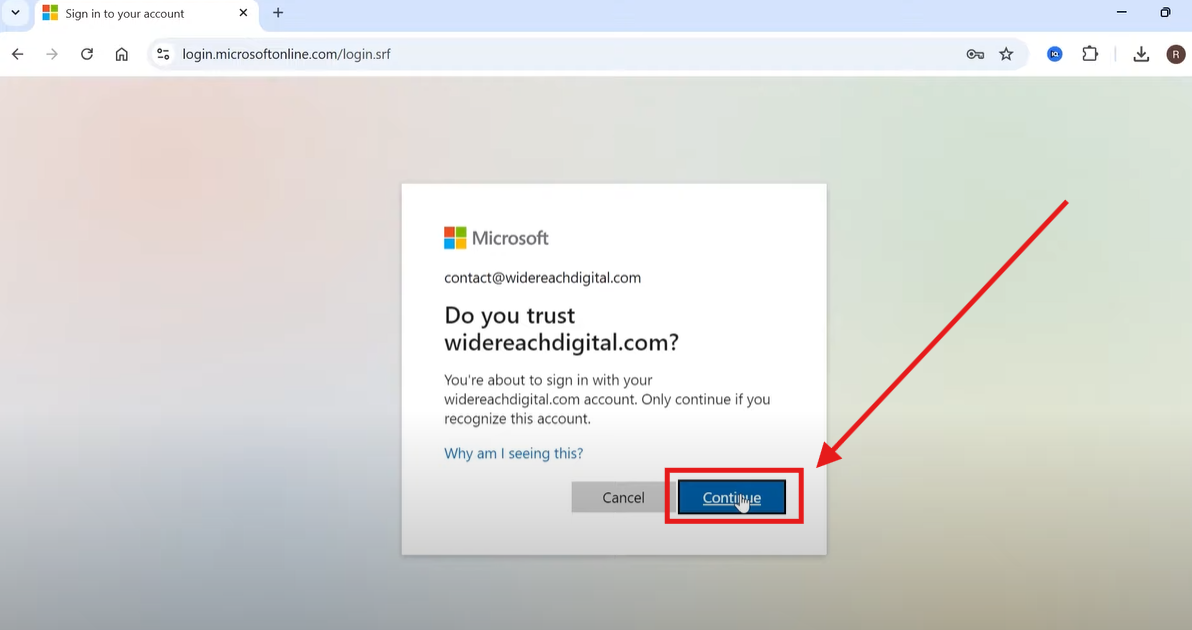 Sign in to your account
login.microsoftonline.com/login.srf
R
Microsoft
contact@widereachdigital.com
Do you trust
widereachdigital.com?
You're about to sign in with your
widereachdigital.com account. Only continue if you
recognize this account.
Why am I seeing this?
Cancel
Continue